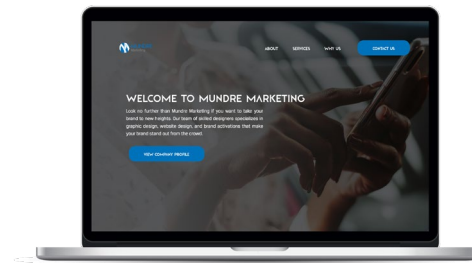 MUNDRE
ABOUT SERVICES WHY US CONTACT US
WELCOME TO MUNDRE MARKETING
Look no further than Mundre Marketing if you want to take your
brand to new heights. Our team of skilled designers specializes in
graphic design, website design, and brand activations that make
your brand stand out from the crowd.
VIEW COMPANY PROFILE